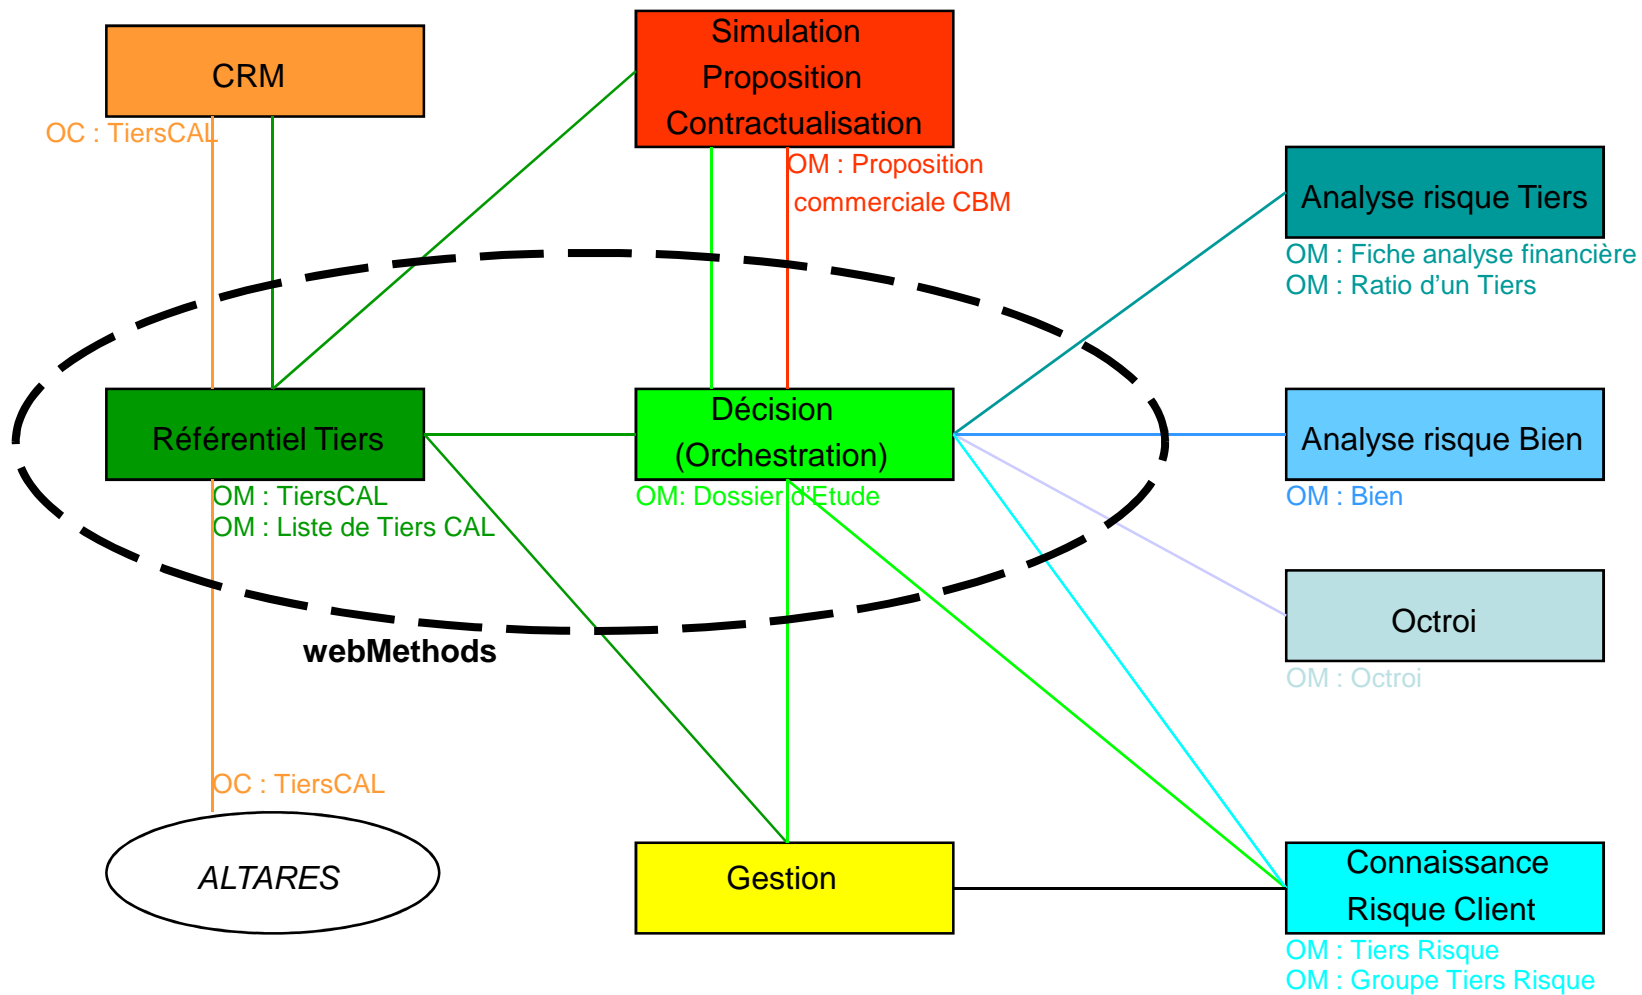 CRM
OC : TiersCAL
Simulation
Proposition
Contractualisation
OM : Proposition
commerciale CBM
Analyse risque Tiers
OM : Fiche analyse financière
OM : Ratio d’un Tiers
Référentiel Tiers
OM : TiersCAL
OM : Liste de Tiers CAL
Décision
(Orchestration)
OM: Dossier d’Etude
Analyse risque Bien
OM : Bien
webMethods
Octroi
OM : Octroi
OC : TiersCAL
ALTARES
Gestion
Connaissance
Risque Client
OM : Tiers Risque
OM : Groupe Tiers Risque